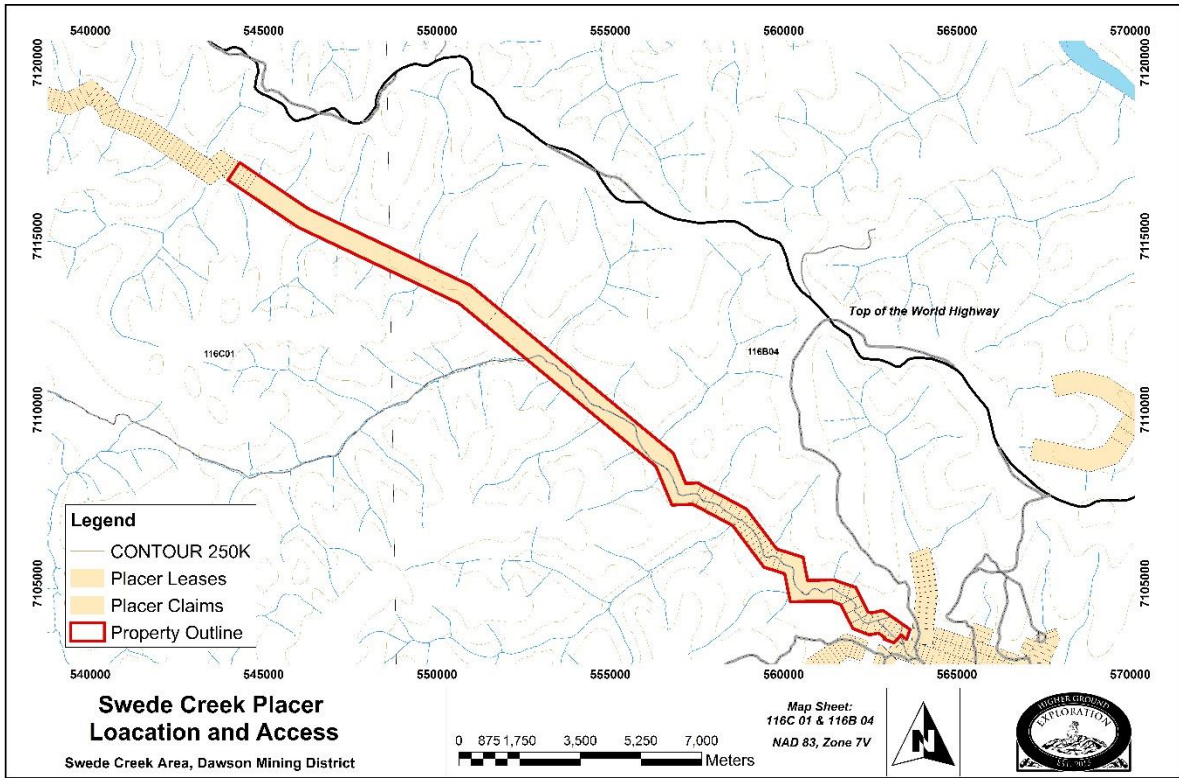 540000 545000 550000 555000 560000 565000 570000
7120000 7120000
7115000 7115000
Top of the World Highway
116C01 116B04
7110000 7110000
7105000 7105000
Legend
CONTOUR 250K
Placer Leases
Placer Claims
Property Outline
540000 545000 550000 555000 560000 565000 570000
Swede Creek Placer
Loacation and Access
Swede Creek Area, Dawson Mining District
0 875 1,750 3,500 5,250 7,000
Meters
Map Sheet:
116C 01 & 116B 04
NAD 83, Zone 7V
N
HIGHER GROUND
EXPLORATION